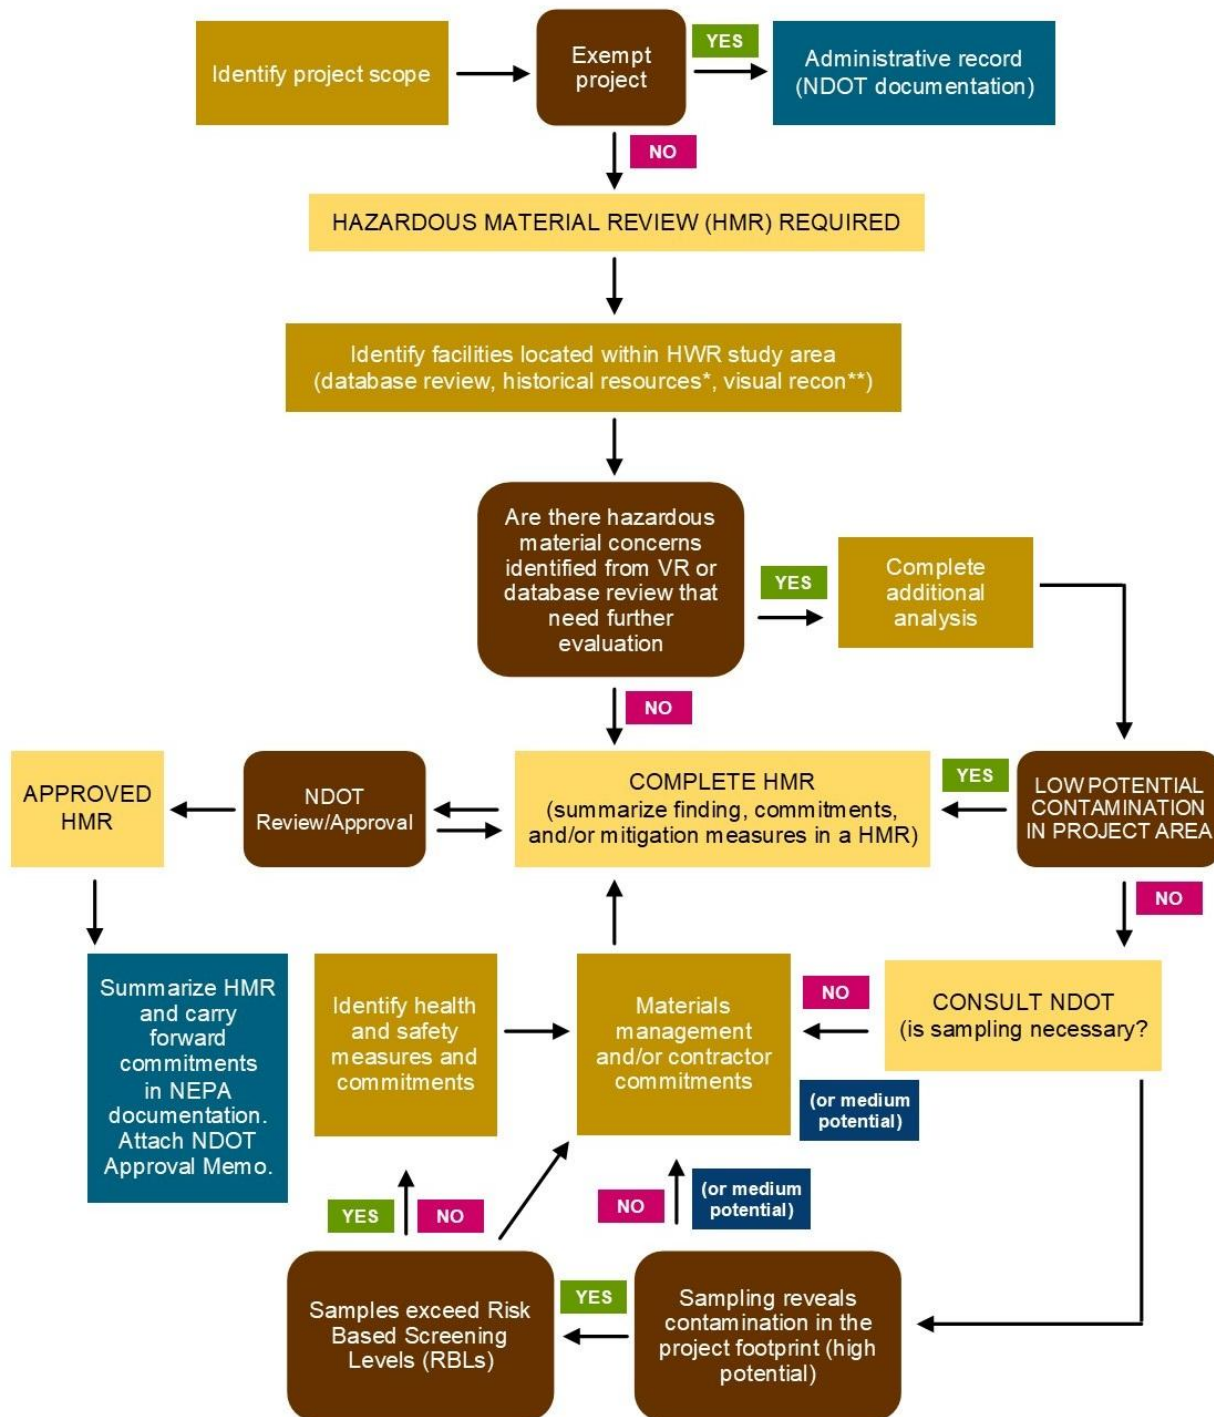 Identify project scope
Exempt
project
YES
Administrative record
(NDOT documentation)
NO
HAZARDOUS MATERIAL REVIEW (HMR) REQUIRED
Identify facilities located within HWR study area
(database review, historical resources*, visual recon**)
Are there hazardous
material concerns
identified from VR or
database review that
need further
evaluation
YES
Complete
additional
analysis
NO
APPROVED
HMR
NDOT
Review/Approval
COMPLETE HMR
(summarize finding, commitments,
and/or mitigation measures in a HMR)
YES
LOW POTENTIAL
CONTAMINATION
IN PROJECT AREA
NO
Summarize HMR
and carry
forward
commitments
in NEPA
documentation.
Attach NDOT
Approval Memo.
Identify health
and safety
measures and
commitments
Materials
management
and/or contractor
commitments
NO
CONSULT NDOT
(is sampling necessary?
(or medium
potential)
YES
NO
NO
(or medium
potential)
Samples exceed Risk
Based Screening
Levels (RBLs)
YES
Sampling reveals
contamination in the
project footprint (high
potential)